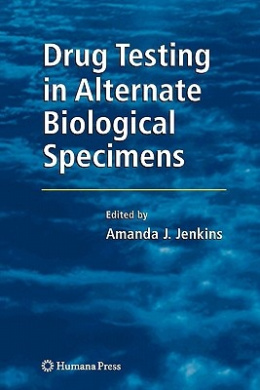 Drug Testing
in Alternate
Biological
Specimens
Edited by
Amanda J. Jenkins
Humana Press